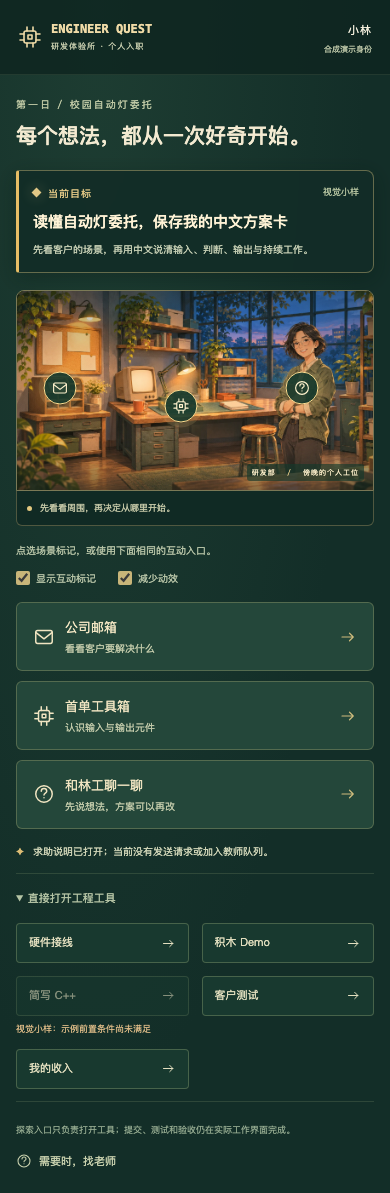 ENGINEER QUEST
研发体验所 · 个人入职
小林
合成演示身份
第一日 / 校园自动灯委托
每个想法，都从一次好奇开始。
当前目标
视觉小样
读懂自动灯委托，保存我的中文方案卡
先看客户的场景，再用中文说清输入、判断、输出与持续工作。
研发部 / 傍晚的个人工位
先看看周围，再决定从哪里开始。
点选场景标记，或使用下面相同的互动入口。
显示互动标记
减少动效
公司邮箱
看看客户要解决什么
首单工具箱
认识输入与输出元件
和林工聊一聊
先说想法，方案可以再改
求助说明已打开；当前没有发送请求或加入教师队列。
直接打开工程工具
硬件接线
积木 Demo
简写 C++
客户测试
视觉小样：示例前置条件尚未满足
我的收入
探索入口只负责打开工具；提交、测试和验收仍在实际工作界面完成。
需要时，找老师